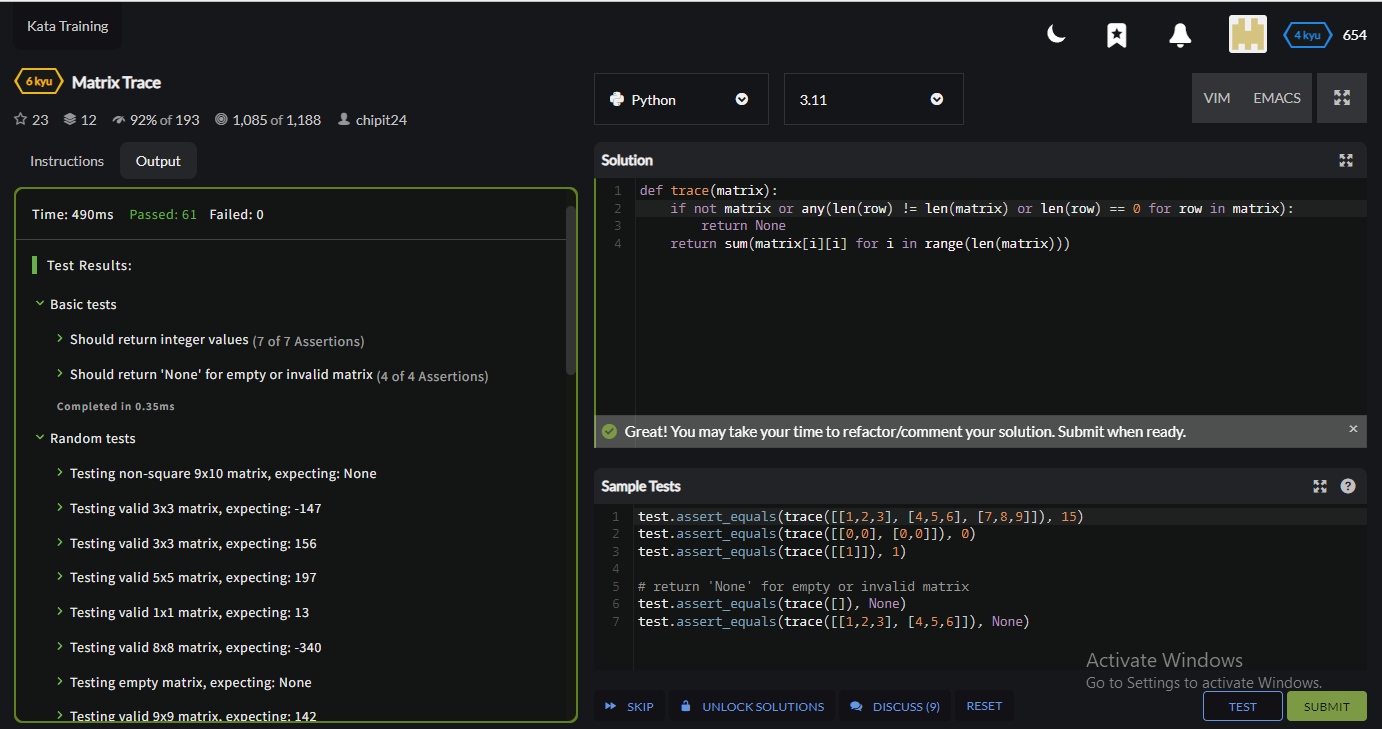 Kata Training
4 kyu 654
6 kyu Matrix Trace
23 12 92% of 193 1,085 of 1,188 chipit24
Instructions Output
Time: 490ms Passed: 61 Failed: 0
Test Results:
Basic tests
Should return integer values (7 of 7 Assertions)
Should return 'None' for empty or invalid matrix (4 of 4 Assertions)
Completed in 0.35ms
Random tests
Testing non-square 9x10 matrix, expecting: None
Testing valid 3x3 matrix, expecting: -147
Testing valid 3x3 matrix, expecting: 156
Testing valid 5x5 matrix, expecting: 197
Testing valid 1x1 matrix, expecting: 13
Testing valid 8x8 matrix, expecting: -340
Testing empty matrix, expecting: None
Testing valid 9x9 matrix, expecting: 142
Python 3.11 VIM EMACS
Solution
1 def trace(matrix):
2 if not matrix or any(len(row) != len(matrix) or len(row) == 0 for row in matrix):
3 return None
4 return sum(matrix[i][i] for i in range(len(matrix)))
Great! You may take your time to refactor/comment your solution. Submit when ready. ×
Sample Tests ?
1 test.assert_equals(trace([[1,2,3], [4,5,6], [7,8,9]]), 15)
2 test.assert_equals(trace([[0,0], [0,0]]), 0)
3 test.assert_equals(trace([[1]]), 1)
4
5 # return 'None' for empty or invalid matrix
6 test.assert_equals(trace([]), None)
7 test.assert_equals(trace([[1,2,3], [4,5,6]]), None)
Activate Windows
Go to Settings to activate Windows.
SKIP UNLOCK SOLUTIONS DISCUSS (9) RESET TEST SUBMIT